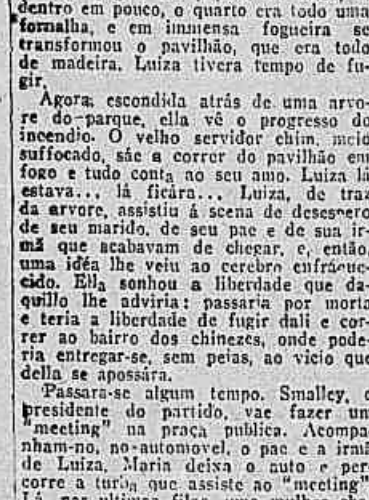 dentro em pouco, o quarto era todo uma
fornalha, e em immensa fogueira se
transformou o pavilhão, que era todo
de madeira. Luiza tivera tempo de fu-
gir.
Agora, escondida atrás de uma arvo-
re do parque, ella vê o progresso do
incendio. O velho servidor chim, meio
suffocado, sáe a correr do pavilhão em
fogo e tudo conta ao seu amo. Luiza lá
estava... lá ficára... Luiza, de traz
da arvore, assistiu á scena de desespero
de seu marido, de seu pae e de sua ir-
mã que acabavam de chegar, e, então,
uma idéa lhe veiu ao cerebro enfraque-
cido. Ella sonhou a liberdade que da-
quillo lhe adviria: passaria por morta
e teria a liberdade de fugir dali e cor-
rer ao bairro dos chinezes, onde pode-
ria entregar-se, sem peias, ao vicio que
della se apossára.
Passara-se algum tempo. Smalley, o
presidente do partido, vae fazer um
"meeting" na praça publica. Acompa-
nham-no, no automovel, o pae e a irmã
de Luiza. Maria deixa o auto e per-
corre a turba que assiste ao "meeting"